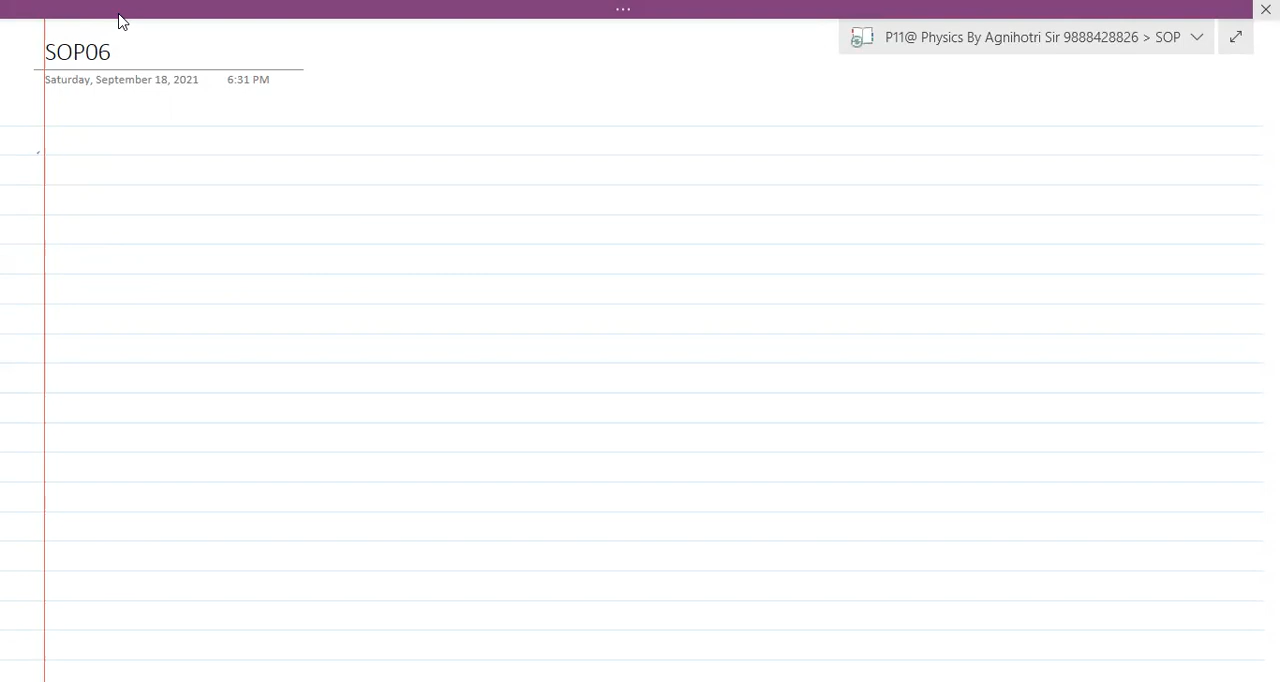 P11@ Physics By Agnihotri Sir 9888428826 > SOP
SOP06
Saturday, September 18, 2021 6:31 PM